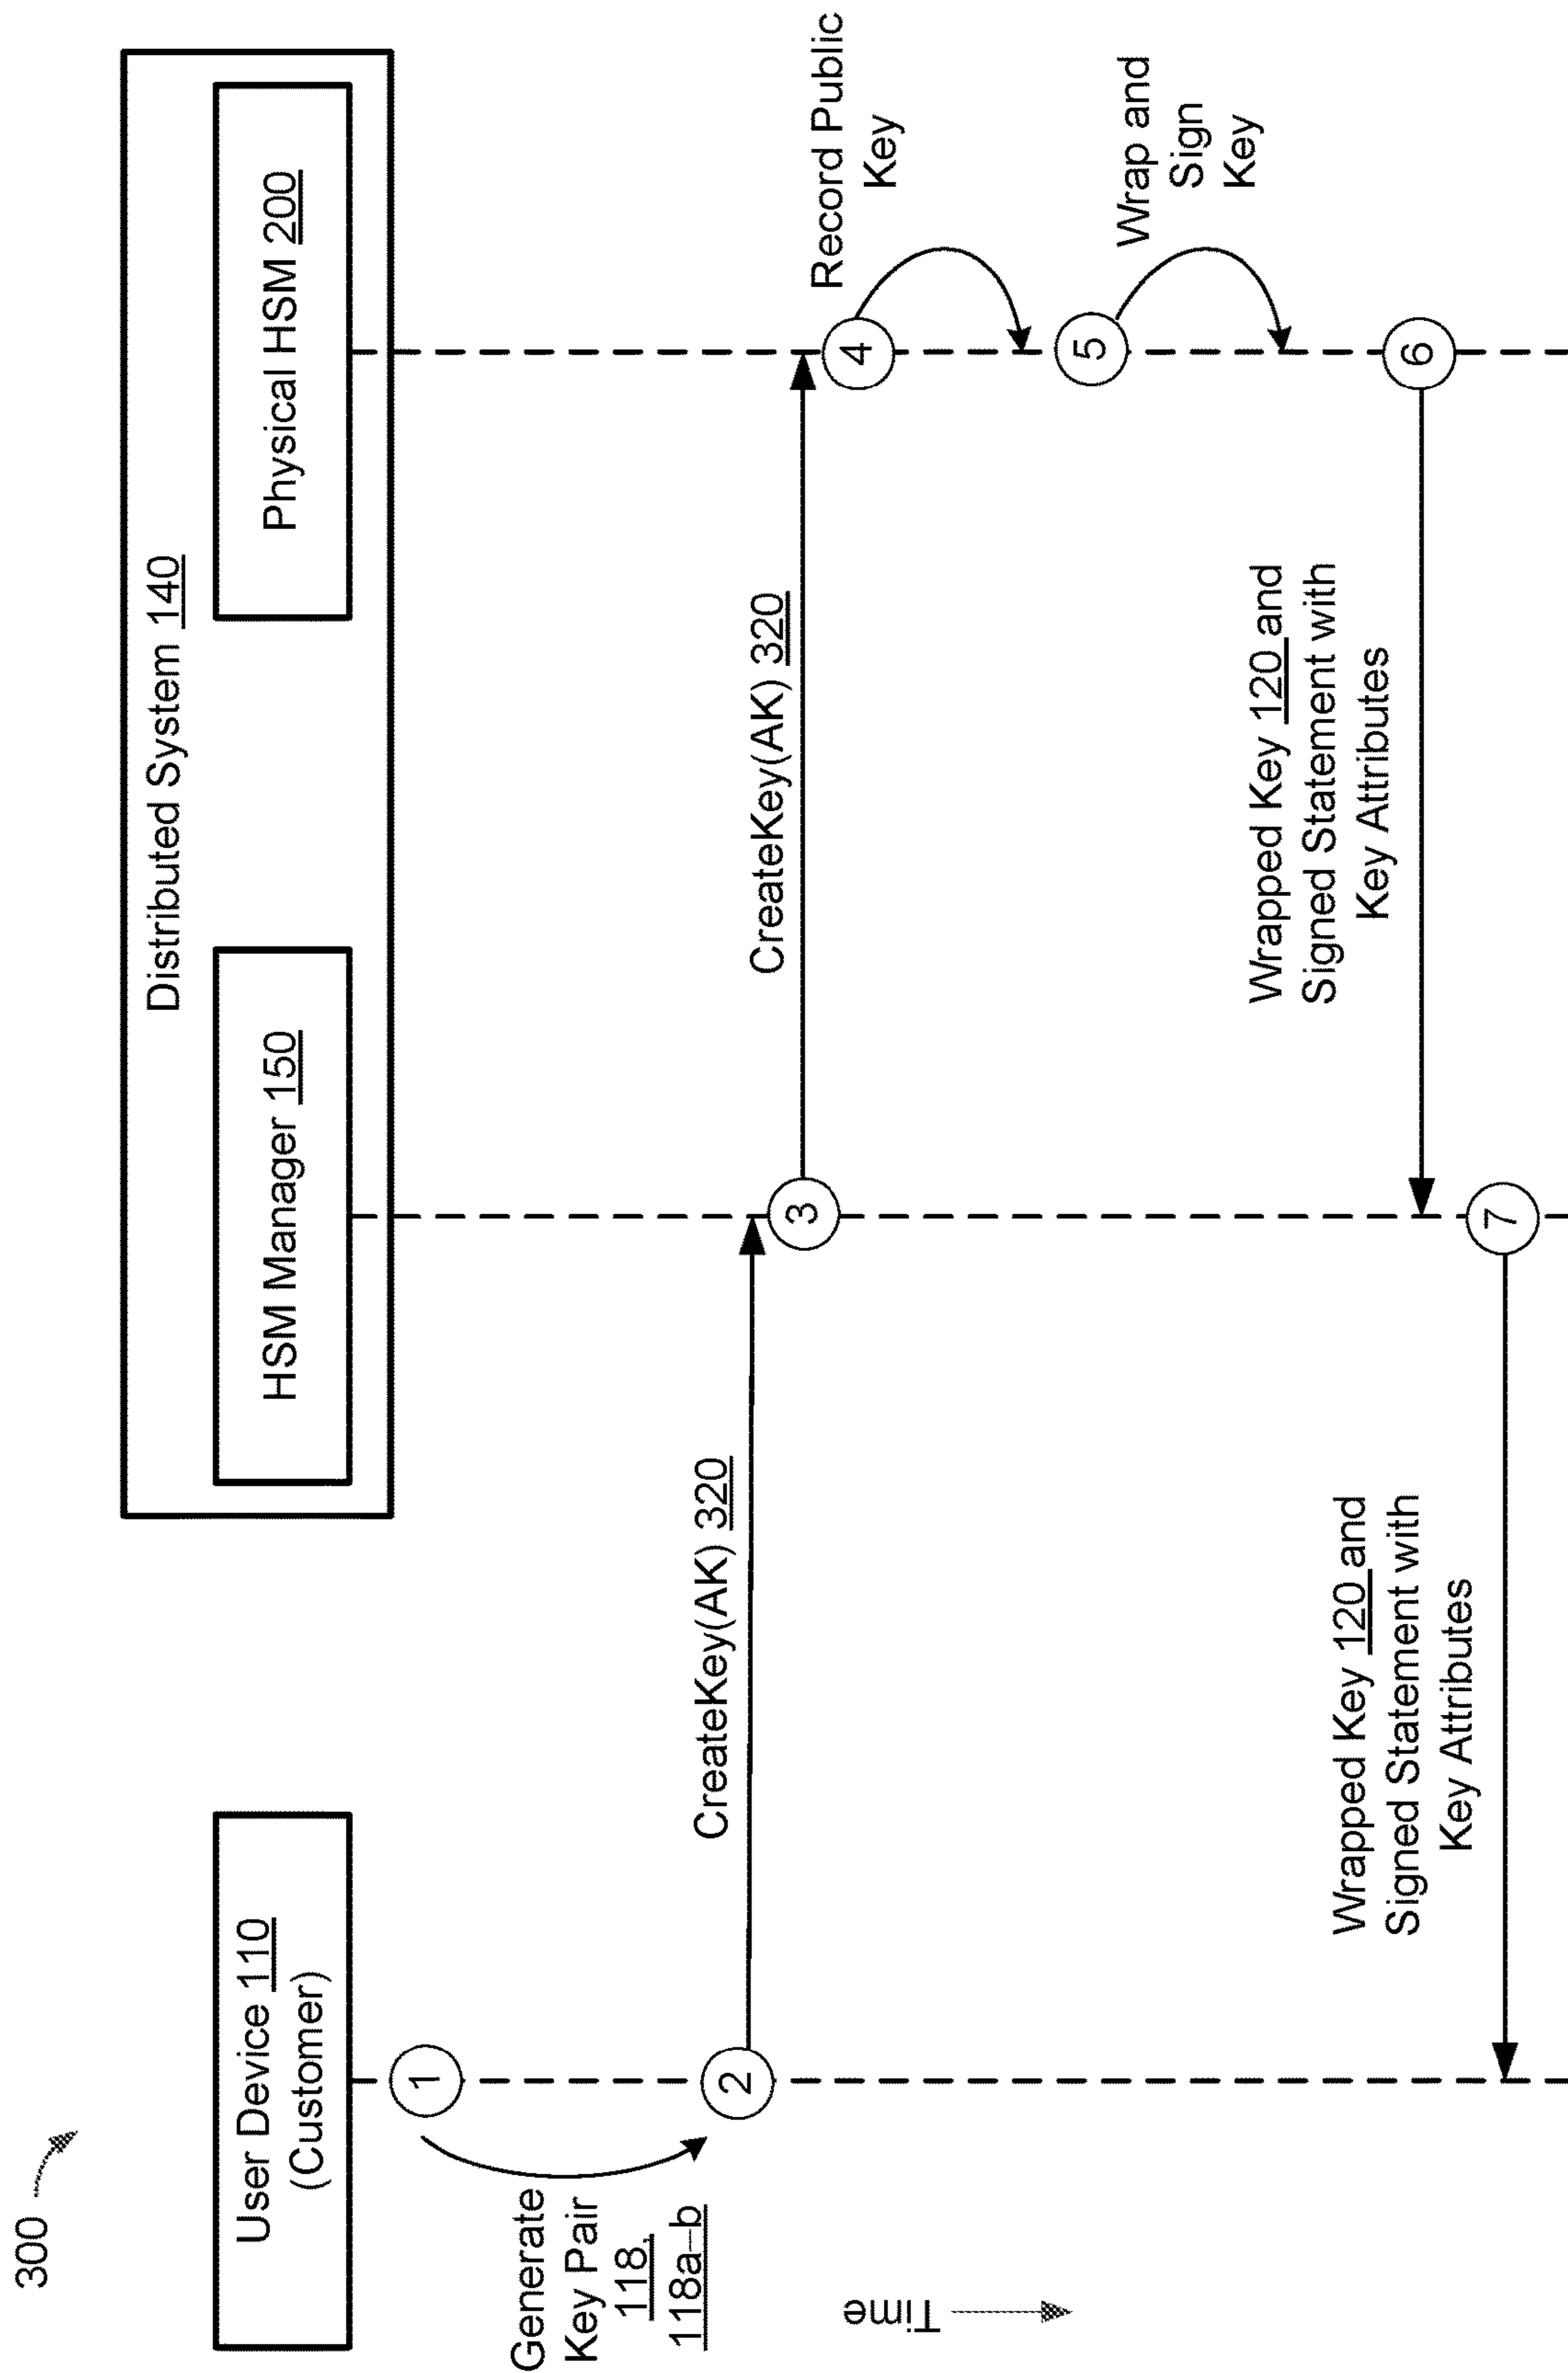 300
Distributed System 140
User Device 110
(Customer)
HSM Manager 150
Physical HSM 200
1
Generate
Key Pair
118,
118a–b
2
CreateKey(AK) 320
3
CreateKey(AK) 320
Time
4
Record Public
Key
5
Wrap and
Sign
Key
6
Wrapped Key 120 and
Signed Statement with
Key Attributes
7
Wrapped Key 120 and
Signed Statement with
Key Attributes